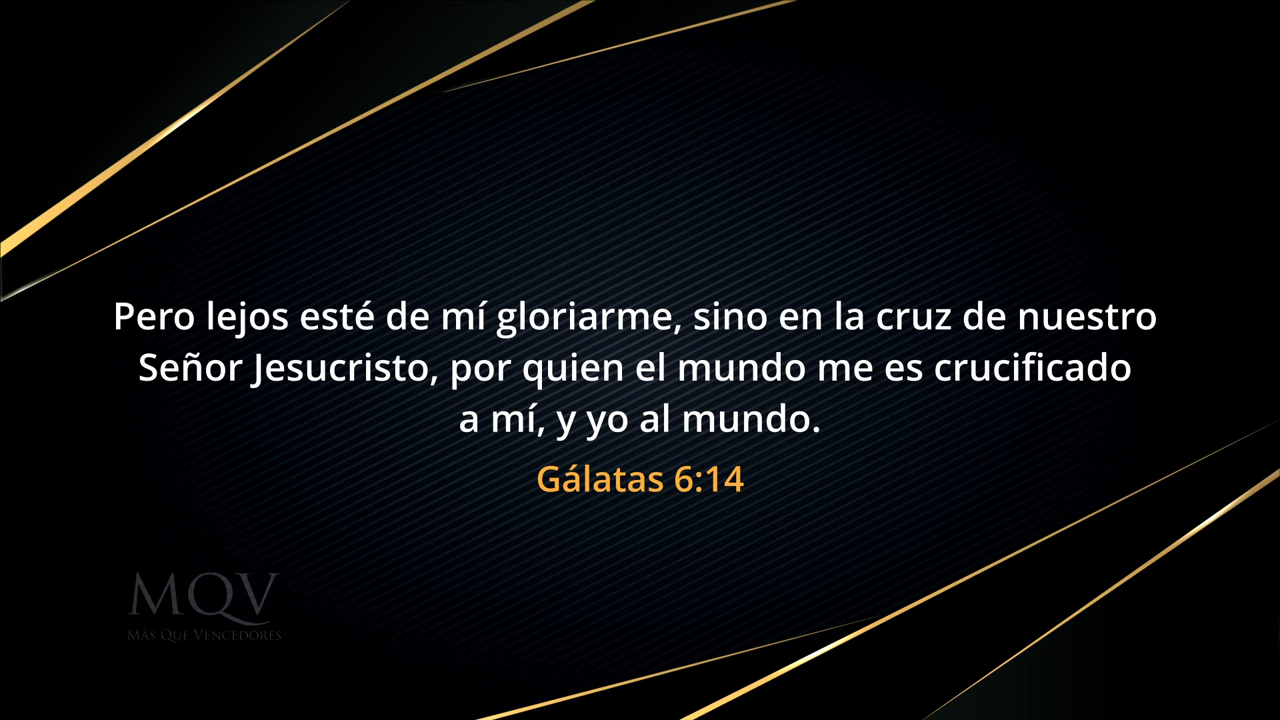 Pero lejos esté de mí gloriarme, sino en la cruz de nuestro
Señor Jesucristo, por quien el mundo me es crucificado
a mí, y yo al mundo.
Gálatas 6:14
MQV
MÁS QUE VENCEDORES